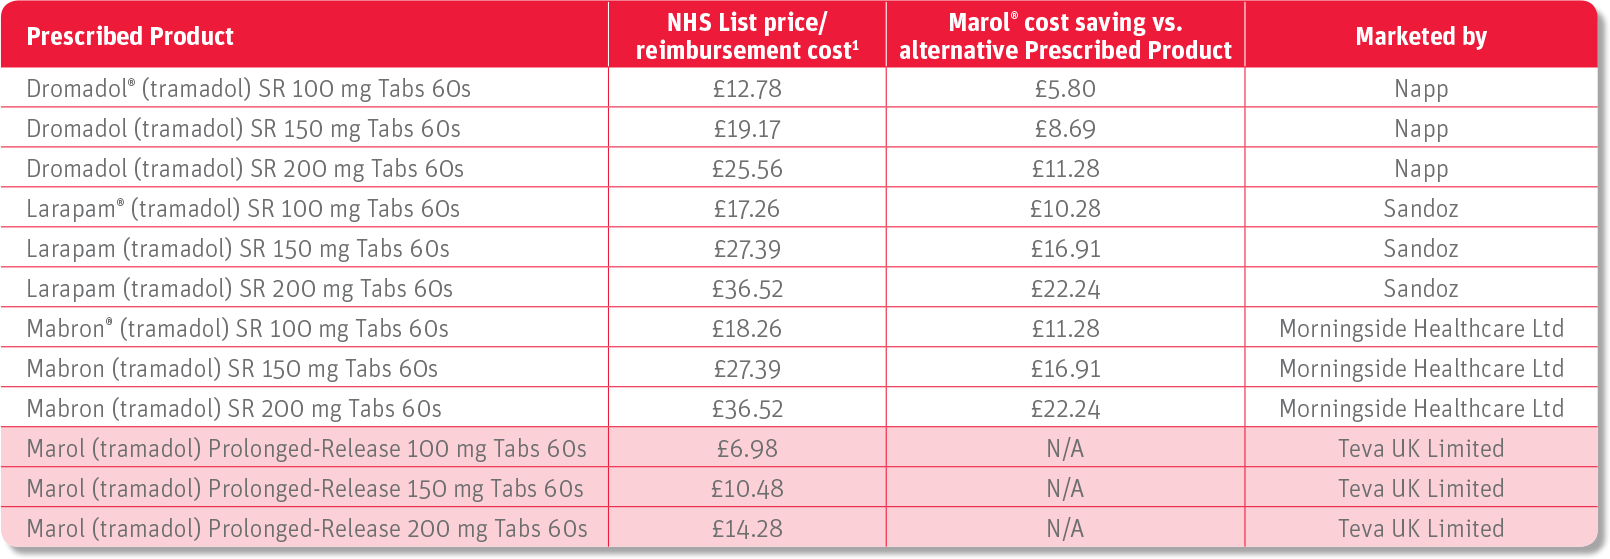 Prescribed Product NHS List price/ reimbursement cost¹ Marol® cost saving vs. alternative Prescribed Product Marketed by
Dromadol® (tramadol) SR 100 mg Tabs 60s £12.78 £5.80 Napp
Dromadol (tramadol) SR 150 mg Tabs 60s £19.17 £8.69 Napp
Dromadol (tramadol) SR 200 mg Tabs 60s £25.56 £11.28 Napp
Larapam® (tramadol) SR 100 mg Tabs 60s £17.26 £10.28 Sandoz
Larapam (tramadol) SR 150 mg Tabs 60s £27.39 £16.91 Sandoz
Larapam (tramadol) SR 200 mg Tabs 60s £36.52 £22.24 Sandoz
Mabron® (tramadol) SR 100 mg Tabs 60s £18.26 £11.28 Morningside Healthcare Ltd
Mabron (tramadol) SR 150 mg Tabs 60s £27.39 £16.91 Morningside Healthcare Ltd
Mabron (tramadol) SR 200 mg Tabs 60s £36.52 £22.24 Morningside Healthcare Ltd
Marol (tramadol) Prolonged-Release 100 mg Tabs 60s £6.98 N/A Teva UK Limited
Marol (tramadol) Prolonged-Release 150 mg Tabs 60s £10.48 N/A Teva UK Limited
Marol (tramadol) Prolonged-Release 200 mg Tabs 60s £14.28 N/A Teva UK Limited